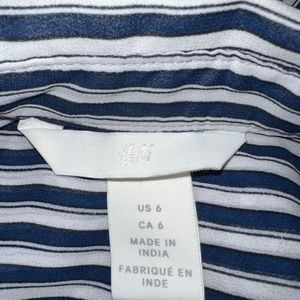 H&M
US 6
CA 6
MADE IN
INDIA
FABRIQUÉ EN
INDE